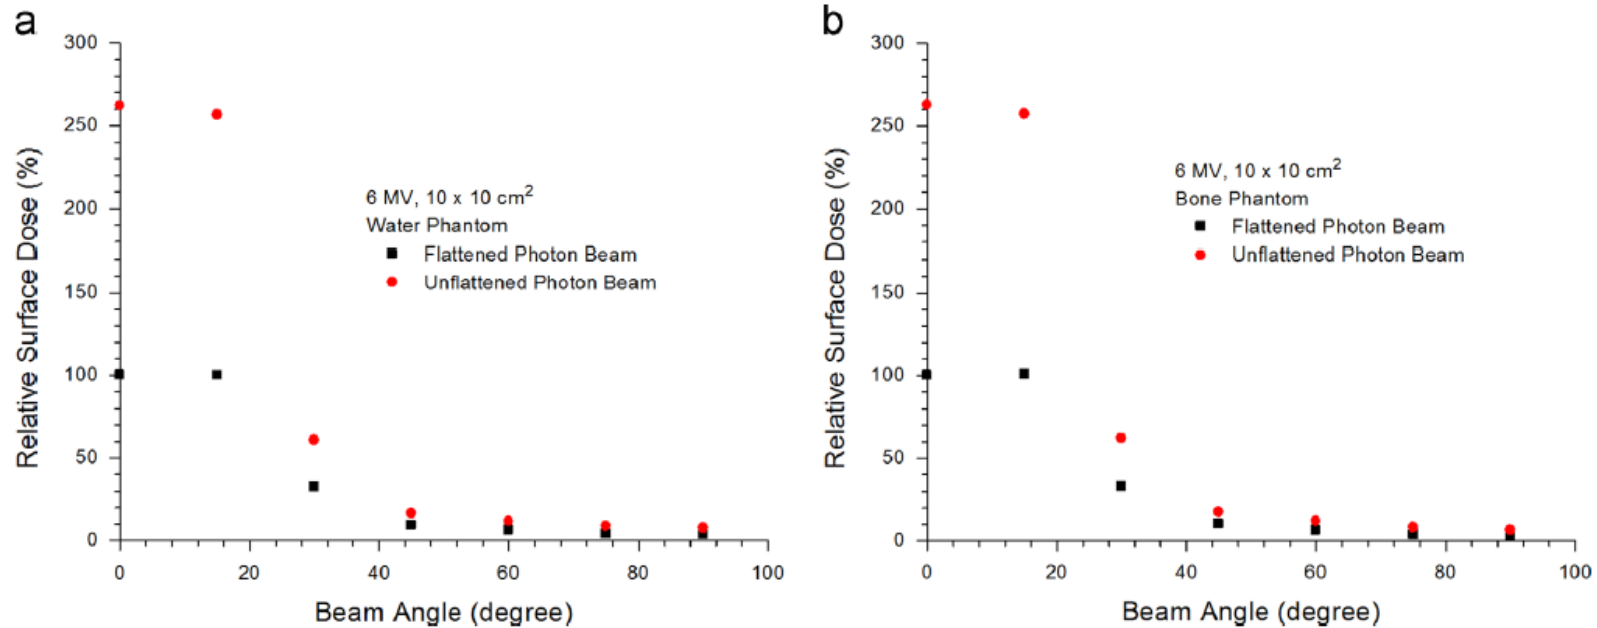 a
300
250
200
150
100
50
0
Relative Surface Dose (%)
6 MV, 10 x 10 cm²
Water Phantom
Flattened Photon Beam
Unflattened Photon Beam
0 20 40 60 80 100
Beam Angle (degree)
b
300
250
200
150
100
50
0
Relative Surface Dose (%)
6 MV, 10 x 10 cm²
Bone Phantom
Flattened Photon Beam
Unflattened Photon Beam
0 20 40 60 80 100
Beam Angle (degree)